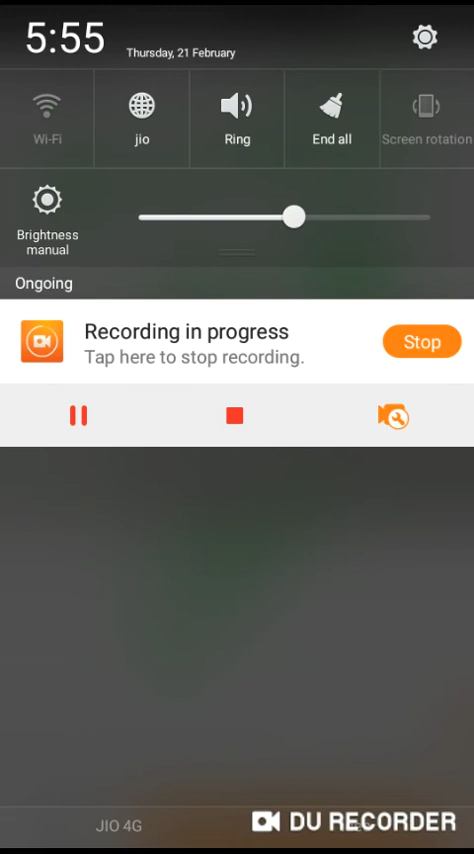 5:55
Thursday, 21 February
Wi-Fi
jio
Ring
End all
Screen rotation
Brightness
manual
Ongoing
Recording in progress
Tap here to stop recording.
Stop
JIO 4G
DU RECORDER